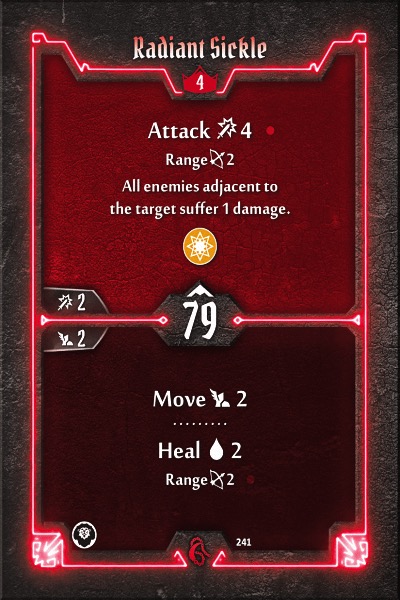 Radiant Sickle
4
Attack 4
Range 2
All enemies adjacent to
the target suffer 1 damage.
2
79
2
Move 2
Heal 2
Range 2
241